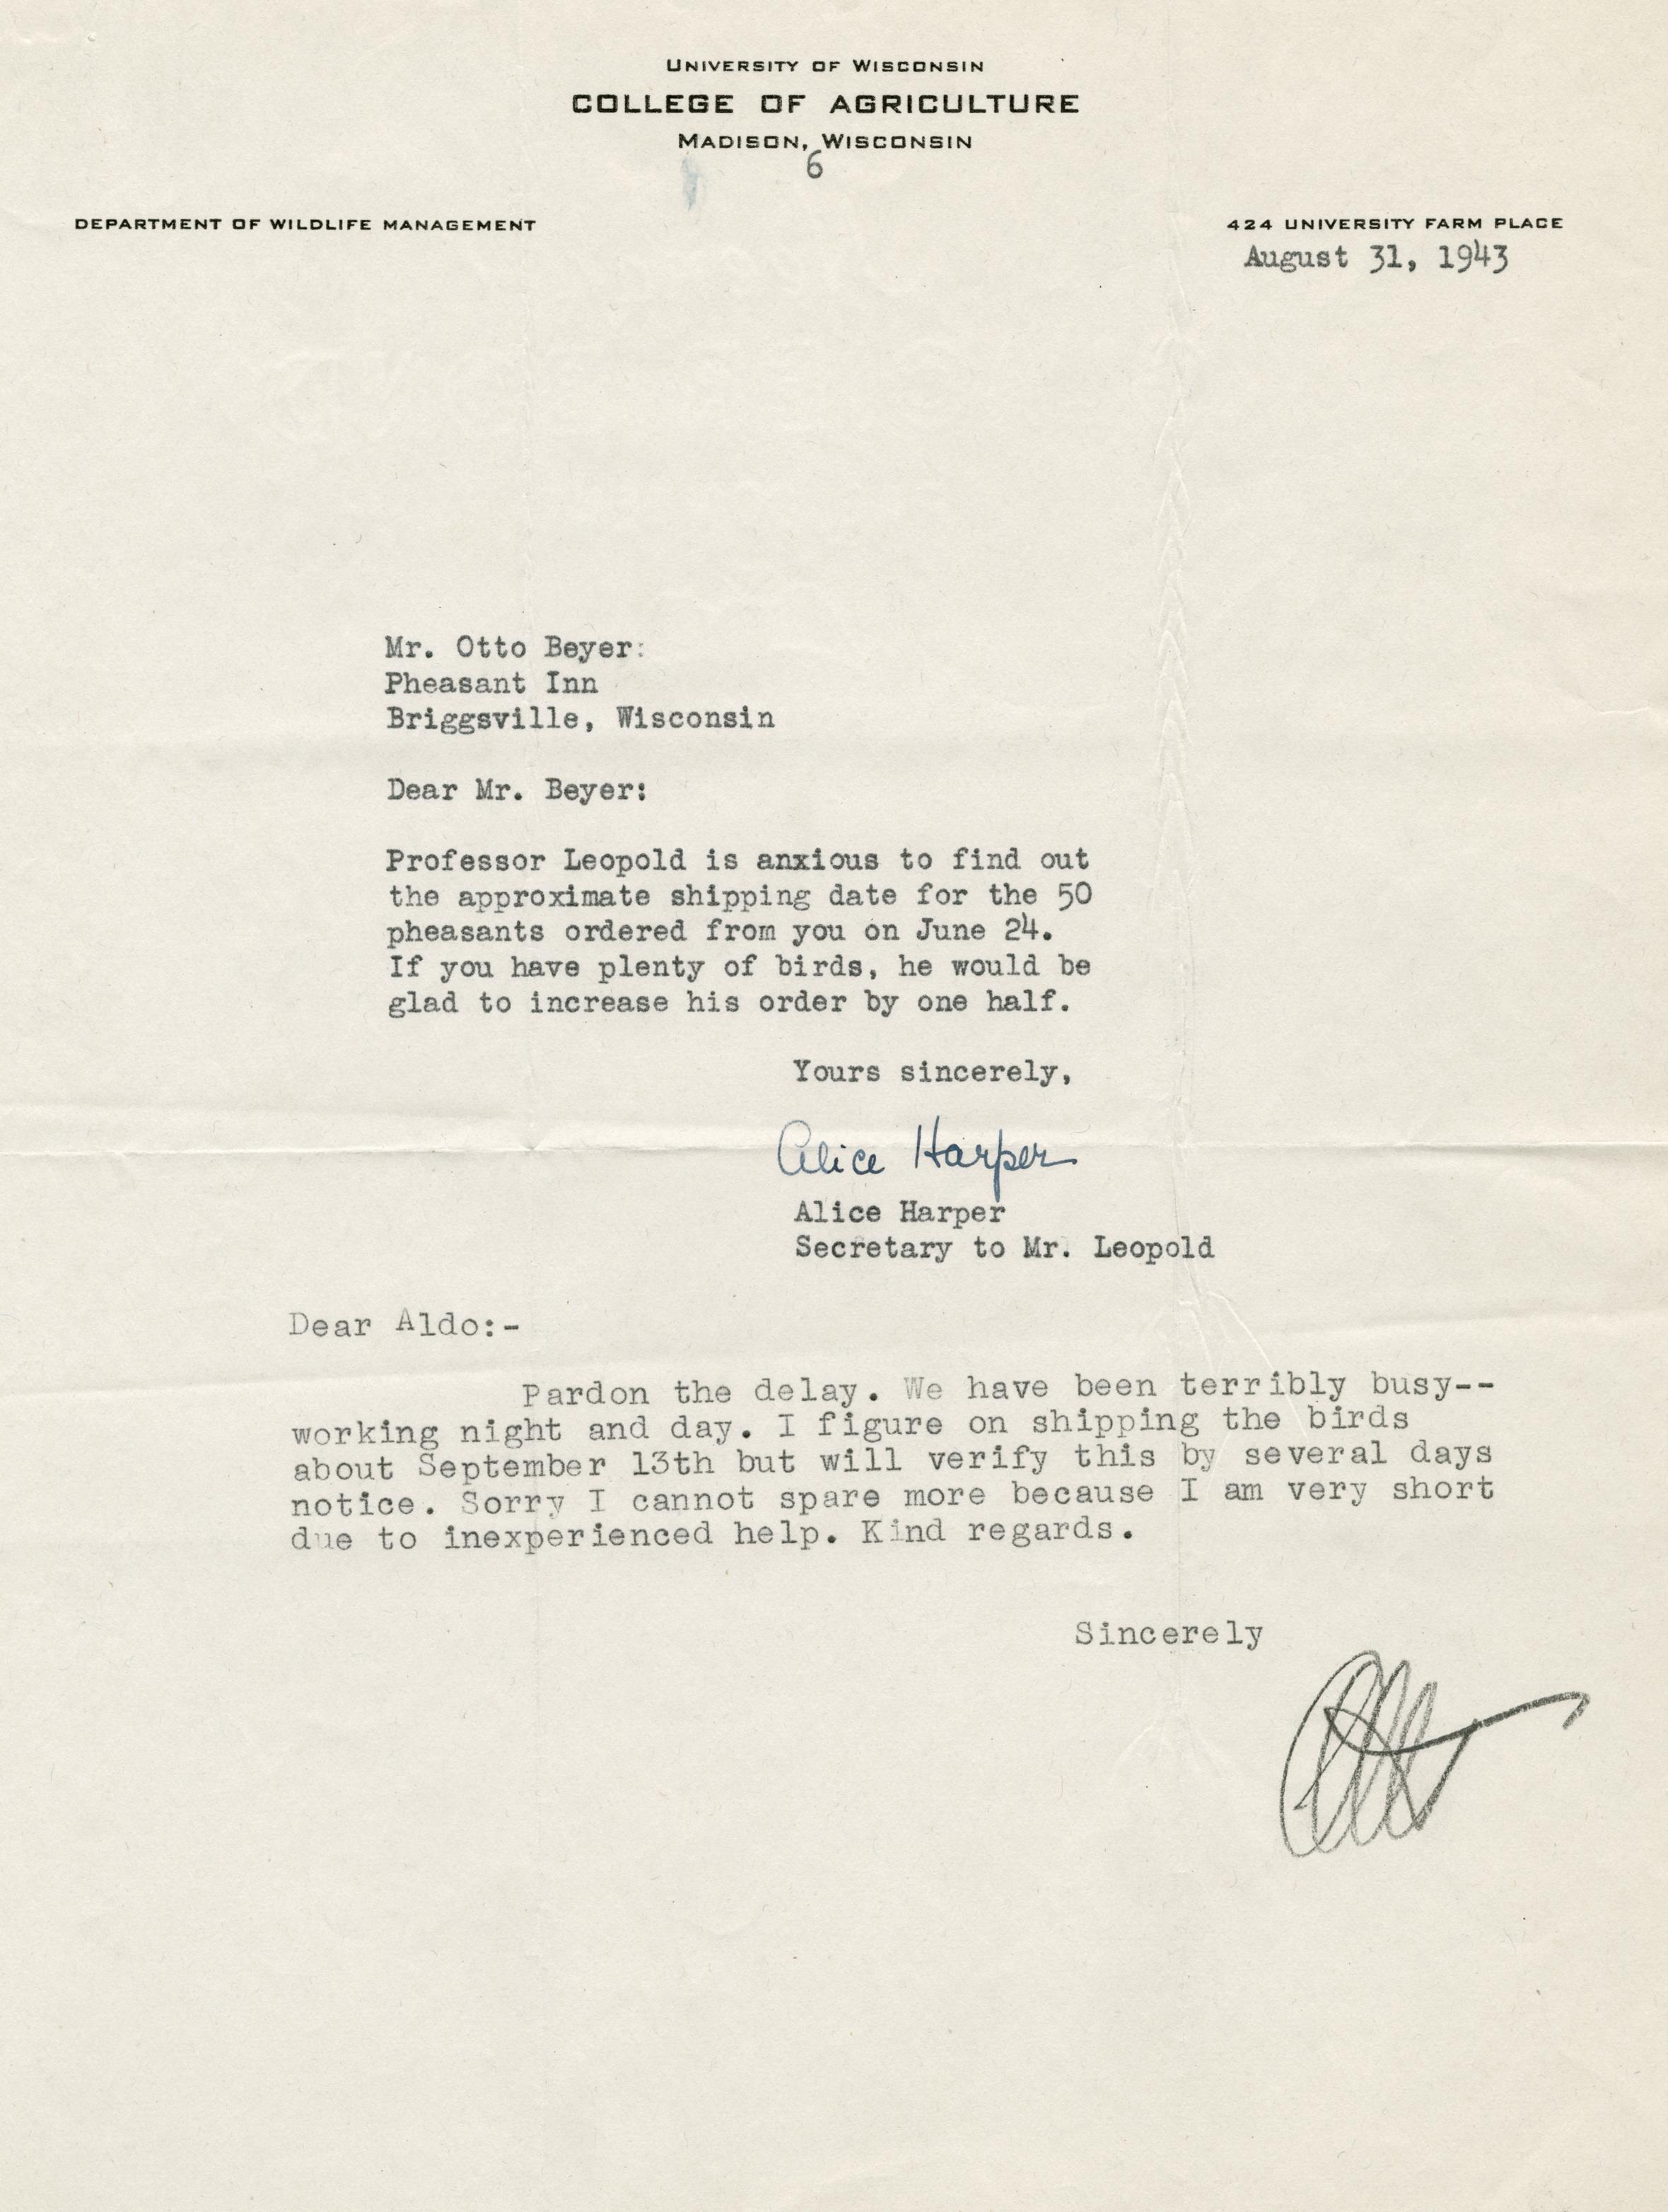 University of Wisconsin
COLLEGE OF AGRICULTURE
Madison, Wisconsin
6
DEPARTMENT OF WILDLIFE MANAGEMENT
424 UNIVERSITY FARM PLACE
August 31, 1943
Mr. Otto Beyer:
Pheasant Inn
Briggsville, Wisconsin
Dear Mr. Beyer:
Professor Leopold is anxious to find out
the approximate shipping date for the 50
pheasants ordered from you on June 24.
If you have plenty of birds, he would be
glad to increase his order by one half.
Yours sincerely,
Alice Harper
Alice Harper
Secretary to Mr. Leopold
Dear Aldo:-
Pardon the delay. We have been terribly busy--
working night and day. I figure on shipping the birds
about September 13th but will verify this by several days
notice. Sorry I cannot spare more because I am very short
due to inexperienced help. Kind regards.
Sincerely
Otto